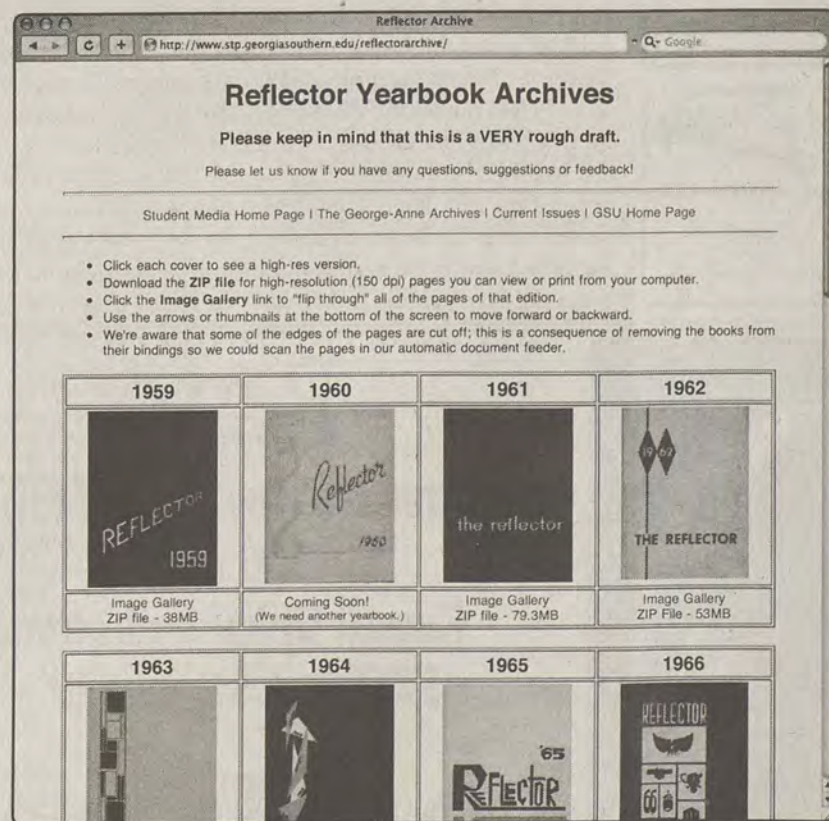 Reflector Archive
http://www.stp.georgiasouthern.edu/reflectorarchive/
Google
Reflector Yearbook Archives
Please keep in mind that this is a VERY rough draft.
Please let us know if you have any questions, suggestions or feedback!
Student Media Home Page | The George-Anne Archives | Current Issues | GSU Home Page
• Click each cover to see a high-res version.
• Download the ZIP file for high-resolution (150 dpi) pages you can view or print from your computer.
• Click the Image Gallery link to "flip through" all of the pages of that edition.
• Use the arrows or thumbnails at the bottom of the screen to move forward or backward.
• We're aware that some of the edges of the pages are cut off; this is a consequence of removing the books from
their bindings so we could scan the pages in our automatic document feeder.
1959 1960 1961 1962
REFLECTOR
1959
Reflector
1960
the reflector
19 62
THE REFLECTOR
Image Gallery
ZIP file - 38MB
Coming Soon!
(We need another yearbook.)
Image Gallery
ZIP file - 79.3MB
Image Gallery
ZIP File - 53MB
1963 1964 1965 1966
'65
REFLECTOR
REFLECTOR
66